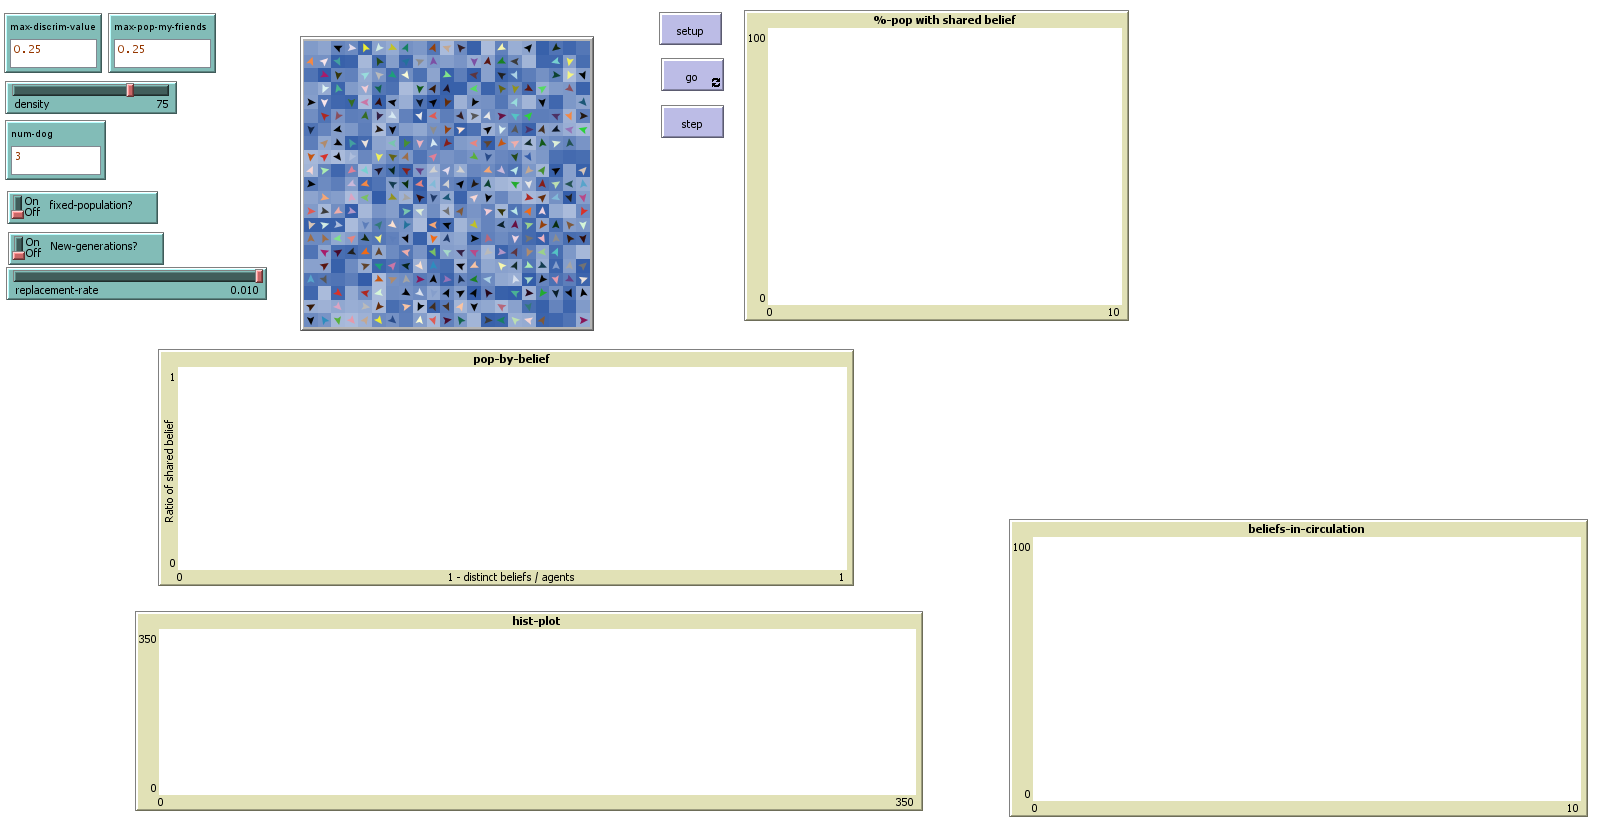 max-discrim-value
0.25
max-pop-my-friends
0.25
density 75
num-dog
3
On
Off
fixed-population?
On
Off
New-generations?
replacement-rate 0.010
setup
go
step
%-pop with shared belief
100
0
0 10
pop-by-belief
1
Ratio of shared belief
0
0 1 - distinct beliefs / agents 1
hist-plot
350
0
0 350
beliefs-in-circulation
100
0
0 10